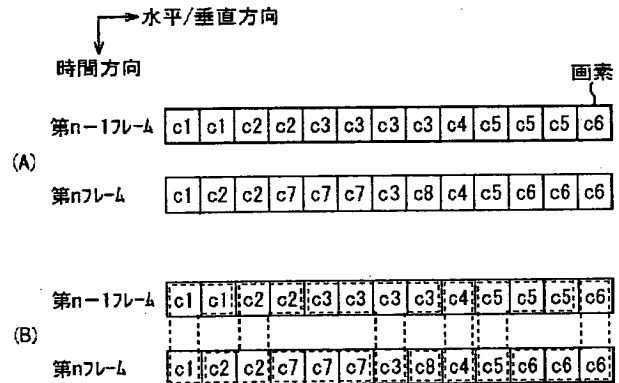 水平/垂直方向
時間方向
画素
(A)
第n−1フレーム c1 c1 c2 c2 c3 c3 c3 c3 c4 c5 c5 c5 c6
第nフレーム c1 c2 c2 c7 c7 c7 c3 c8 c4 c5 c6 c6 c6
(B)
第n−1フレーム c1 c1 c2 c2 c3 c3 c3 c3 c4 c5 c5 c5 c6
第nフレーム c1 c2 c2 c7 c7 c7 c3 c8 c4 c5 c6 c6 c6